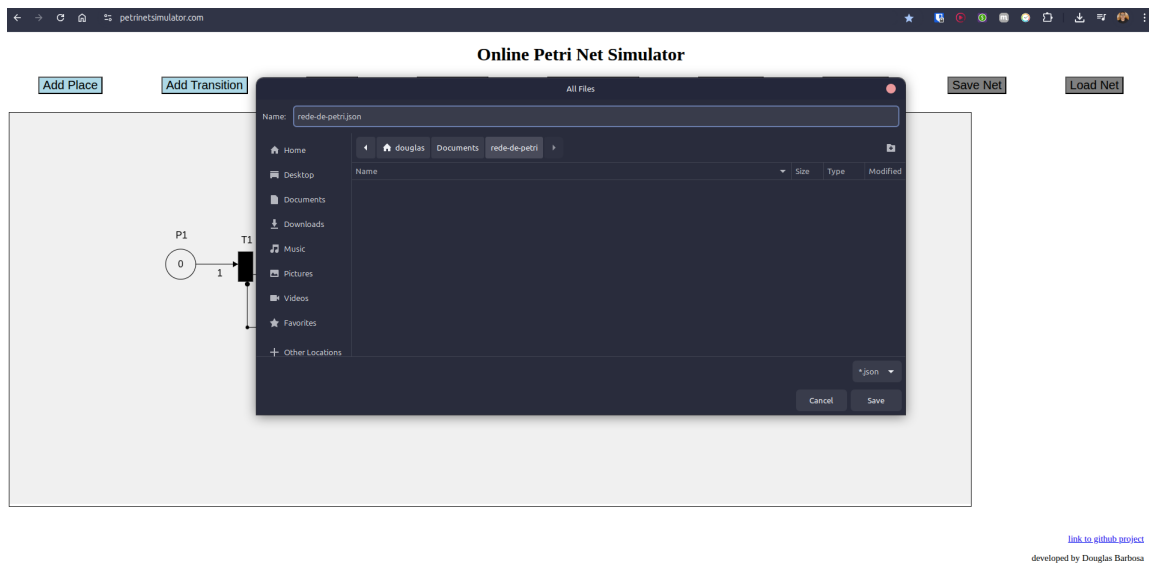 petrinetsimulator.com
Online Petri Net Simulator
Add Place
Add Transition
Save Net
Load Net
All Files
Name:
rede-de-petri.json
douglas
Documents
rede-de-petri
Name
Size
Type
Modified
Home
Desktop
Documents
Downloads
Music
Pictures
Videos
Favorites
Other Locations
P1
T1
0
1
*.json
Cancel
Save
link to github project
developed by Douglas Barbosa